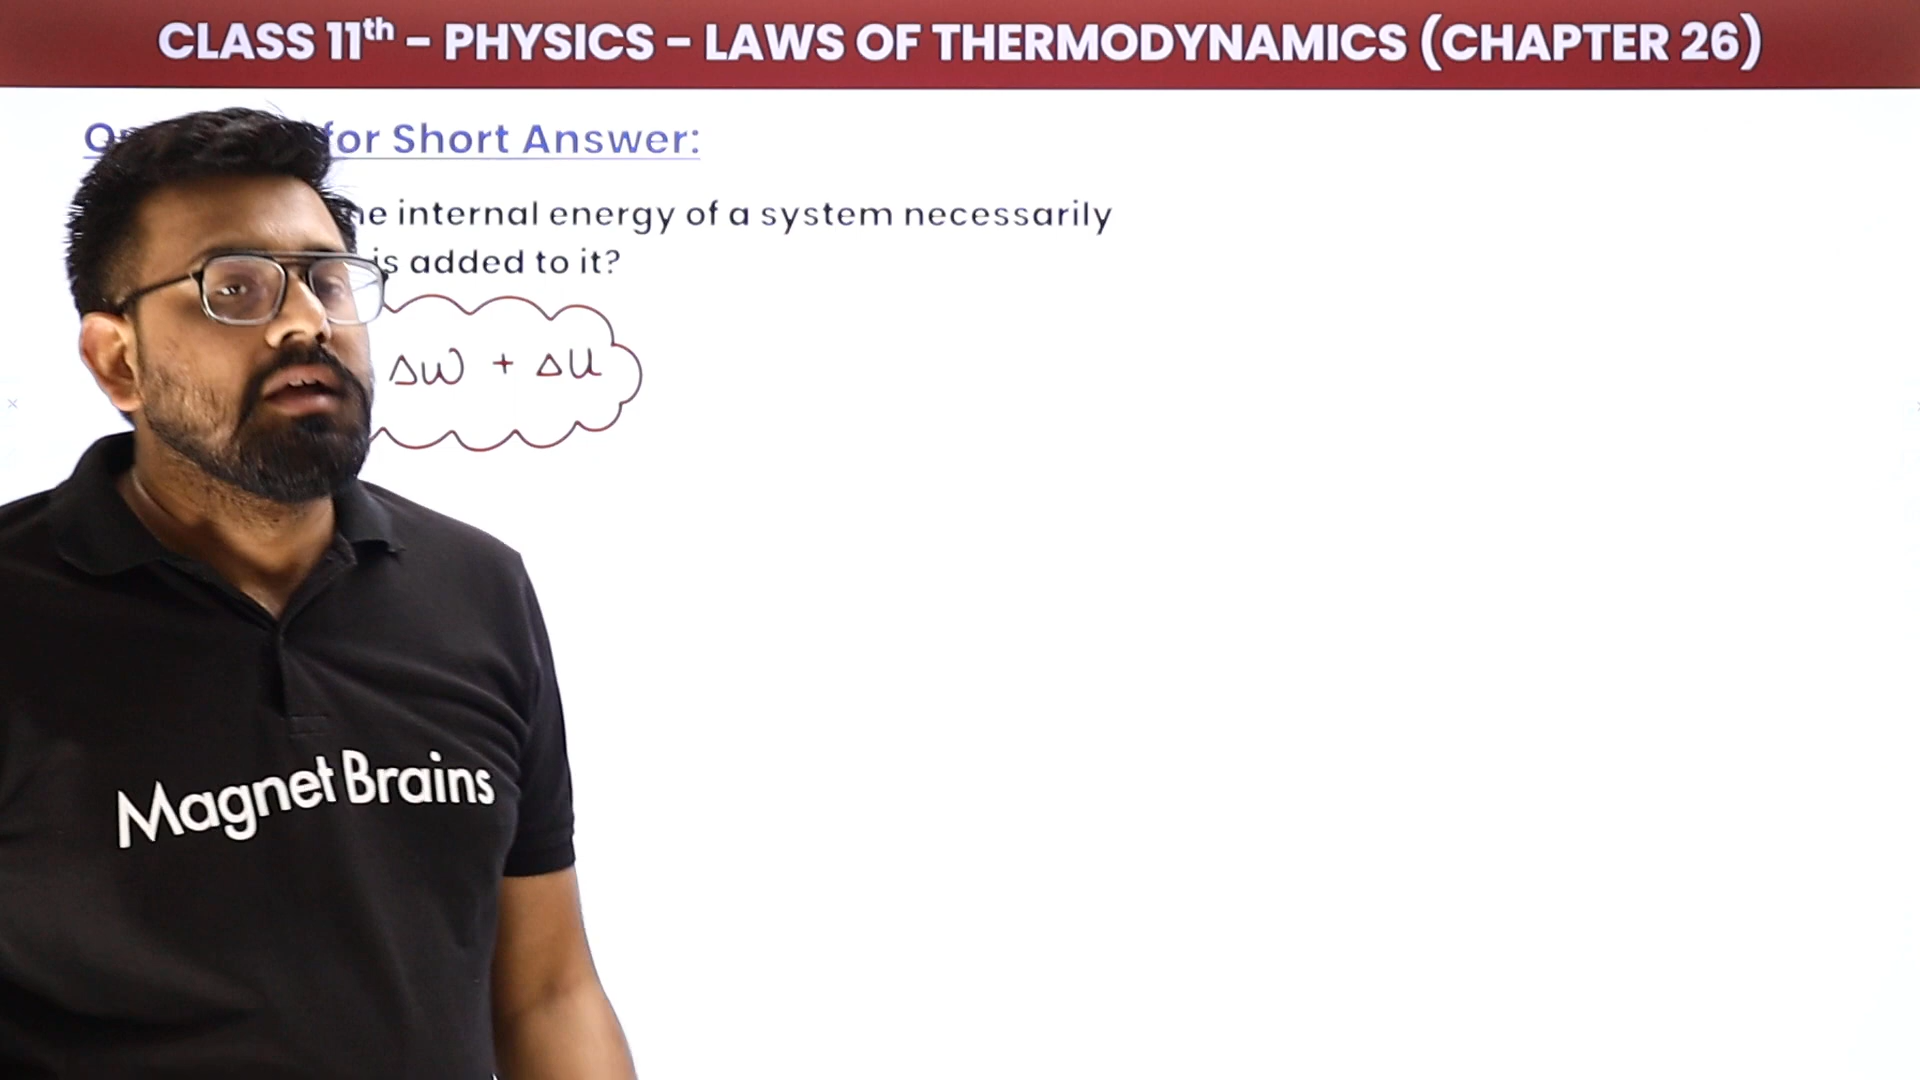 CLASS 11th - PHYSICS - LAWS OF THERMODYNAMICS (CHAPTER 26)
for Short Answer:
internal energy of a system necessarily
is added to it?
ΔW + ΔU
Magnet Brains